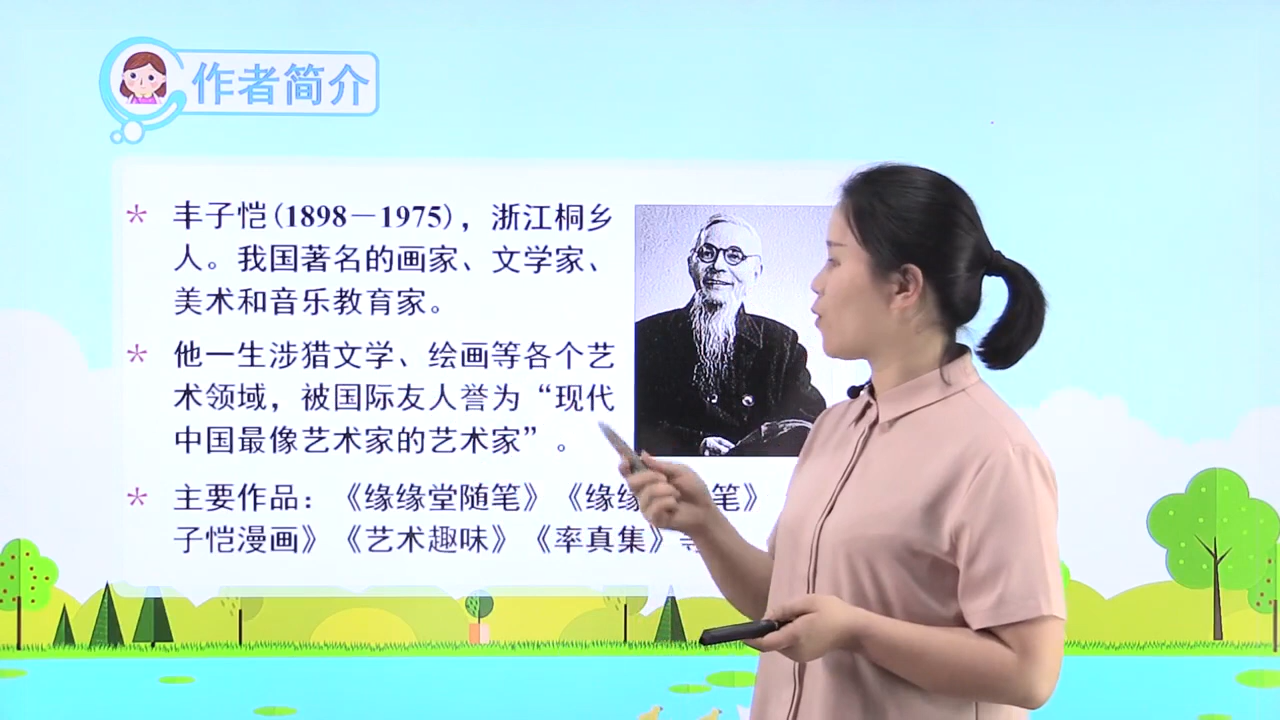 作者简介
丰子恺(1898－1975)，浙江桐乡
人。我国著名的画家、文学家、
美术和音乐教育家。
他一生涉猎文学、绘画等各个艺
术领域，被国际友人誉为“现代
中国最像艺术家的艺术家”。
主要作品：《缘缘堂随笔》《缘缘 笔》
子恺漫画》《艺术趣味》《率真集》